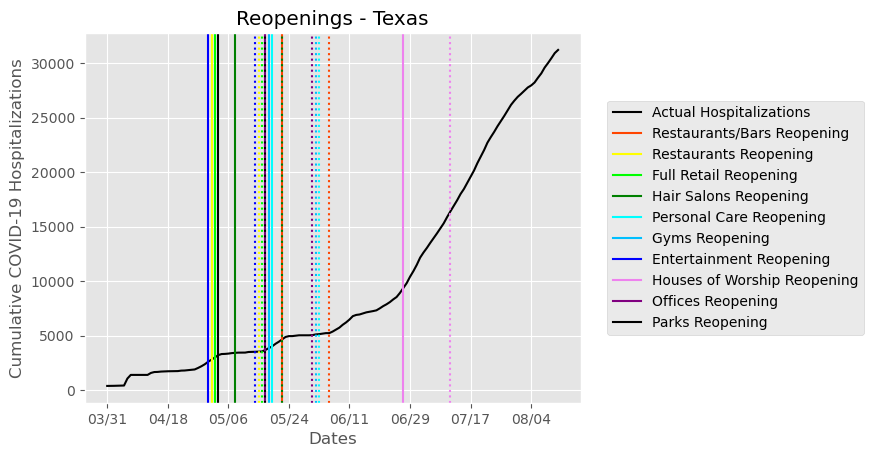 Reopenings - Texas
Cumulative COVID-19 Hospitalizations
30000
25000
20000
15000
10000
5000
0
03/31 04/18 05/06 05/24 06/11 06/29 07/17 08/04
Dates
Actual Hospitalizations
Restaurants/Bars Reopening
Restaurants Reopening
Full Retail Reopening
Hair Salons Reopening
Personal Care Reopening
Gyms Reopening
Entertainment Reopening
Houses of Worship Reopening
Offices Reopening
Parks Reopening